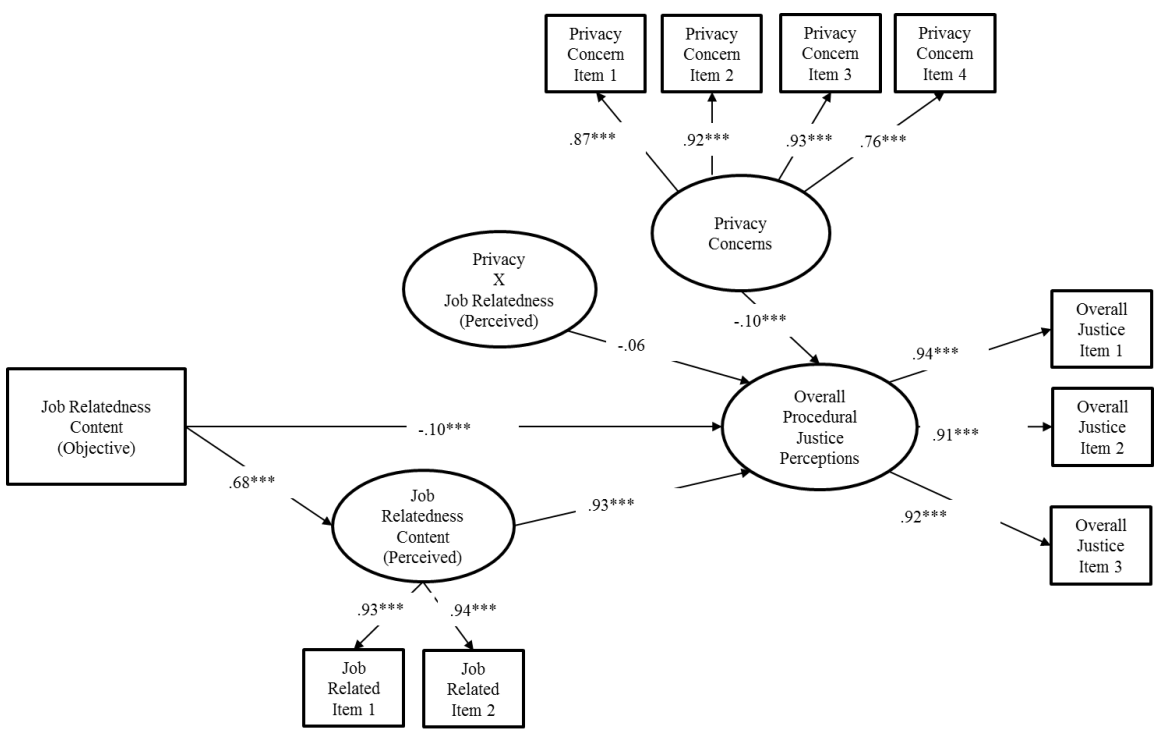 Privacy
Concern
Item 1
Privacy
Concern
Item 2
Privacy
Concern
Item 3
Privacy
Concern
Item 4
.87***
.92***
.93***
.76***
Privacy
Concerns
Privacy
X
Job Relatedness
(Perceived)
-.10***
-.06
Overall
Justice
Item 1
.94***
Job Relatedness
Content
(Objective)
-.10***
Overall
Procedural
Justice
Perceptions
.91***
Overall
Justice
Item 2
.68***
Job
Relatedness
Content
(Perceived)
.93***
.92***
Overall
Justice
Item 3
.93***
.94***
Job
Related
Item 1
Job
Related
Item 2